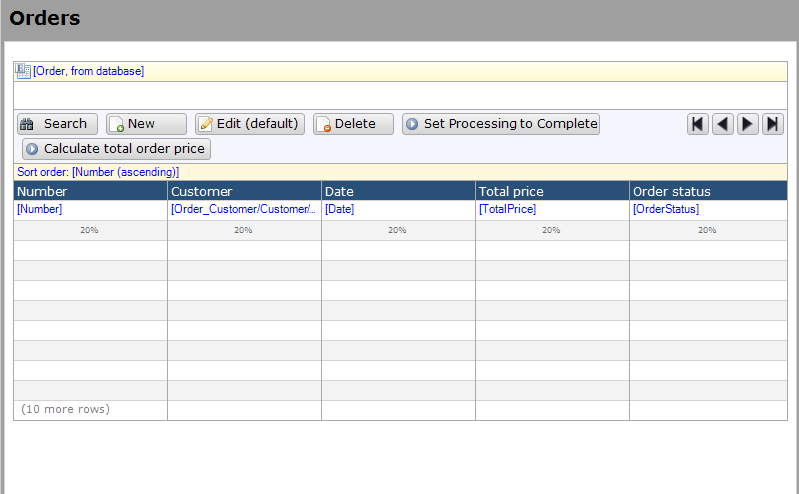 Orders
[Order, from database]
Search New Edit (default) Delete Set Processing to Complete
Calculate total order price
Sort order: [Number (ascending)]
Number Customer Date Total price Order status
[Number] [Order_Customer/Customer/... [Date] [TotalPrice] [OrderStatus]
20% 20% 20% 20% 20%
(10 more rows)